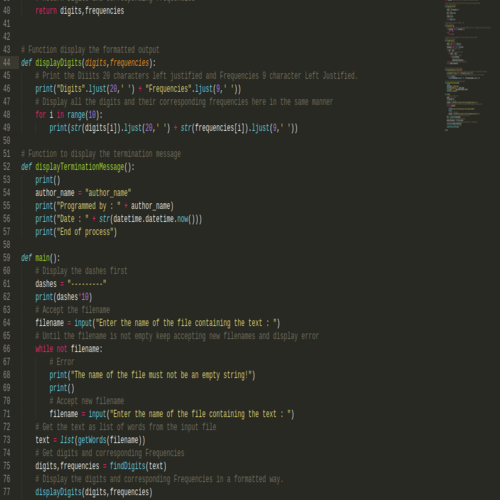 40 return digits,frequencies
41
42
43 # Function display the formatted output
44 def displayDigits(digits,frequencies):
45 # Print the Digits 20 characters left justified and Frequencies 9 character Left Justified.
46 print("Digits".ljust(20,' ') + "Frequencies".ljust(9,' '))
47 # Display all the digits and their corresponding frequencies here in the same manner
48 for i in range(10):
49 print(str(digits[i]).ljust(20,' ') + str(frequencies[i]).ljust(9,' '))
50
51 # Function to display the termination message
52 def displayTerminationMessage():
53 print()
54 author_name = "author_name"
55 print("Programmed by : " + author_name)
56 print("Date : " + str(datetime.datetime.now()))
57 print("End of process")
58
59 def main():
60 # Display the dashes first
61 dashes = "---------"
62 print(dashes*10)
63 # Accept the filename
64 filename = input("Enter the name of the file containing the text : ")
65 # Until the filename is not empty keep accepting new filenames and display error
66 while not filename:
67 # Error
68 print("The name of the file must not be an empty string!")
69 print()
70 # Accept new filename
71 filename = input("Enter the name of the file containing the text : ")
72 # Get the text as list of words from the input file
73 text = list(getWords(filename))
74 # Get digits and corresponding Frequencies
75 digits,frequencies = findDigits(text)
76 # Display the digits and corresponding Frequencies in a formatted way.
77 displayDigits(digits,frequencies)